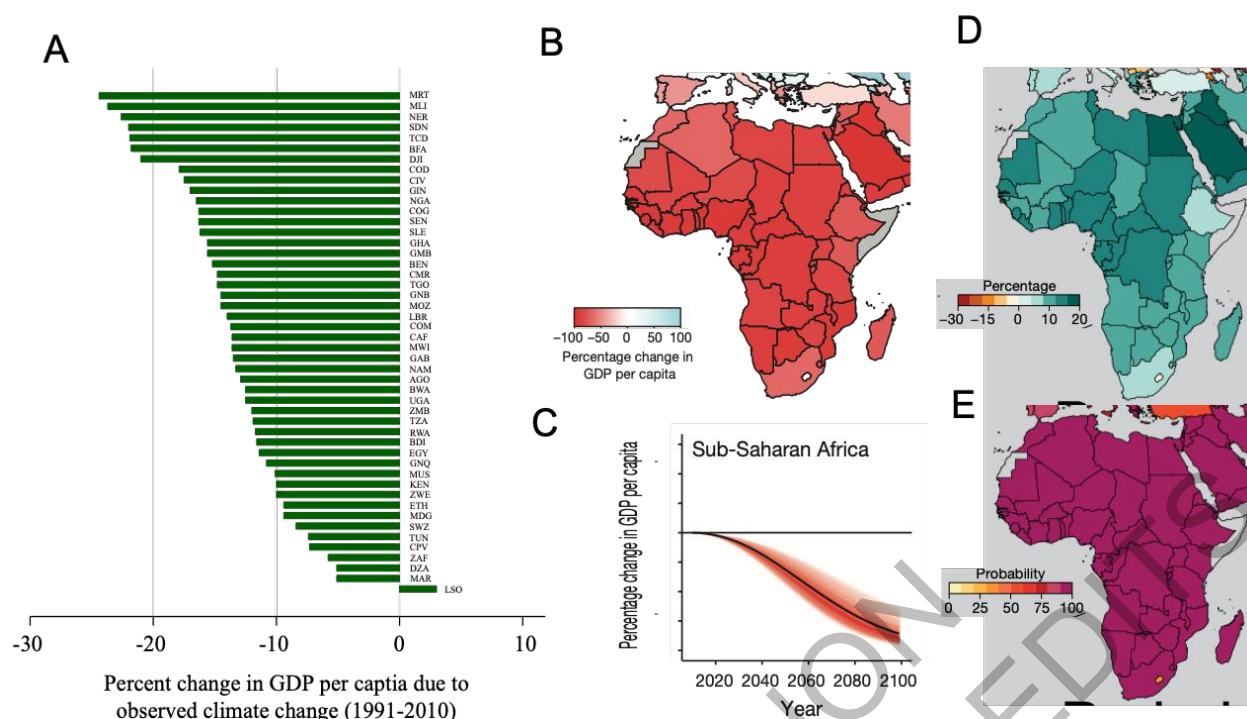 A
MRT
MLI
NER
SDN
TCD
BFA
DJI
COD
CIV
GIN
NGA
COG
SEN
SLE
GHA
GMB
BEN
CMR
TGO
GNB
MOZ
LBR
COM
CAF
MWI
GAB
NAM
AGO
BWA
UGA
ZMB
TZA
RWA
BDI
EGY
GNQ
MUS
KEN
ZWE
ETH
MDG
SWZ
TUN
CPV
ZAF
DZA
MAR
LSO
-30 -20 -10 0 10
Percent change in GDP per captia due to
observed climate change (1991-2010)
B
−100 −50 0 50 100
Percentage change in
GDP per capita
C
Percentage change in GDP per capita
Sub-Saharan Africa
2020 2040 2060 2080 2100
Year
D
Percentage
−30 −15 0 10 20
E
Probability
0 25 50 75 100